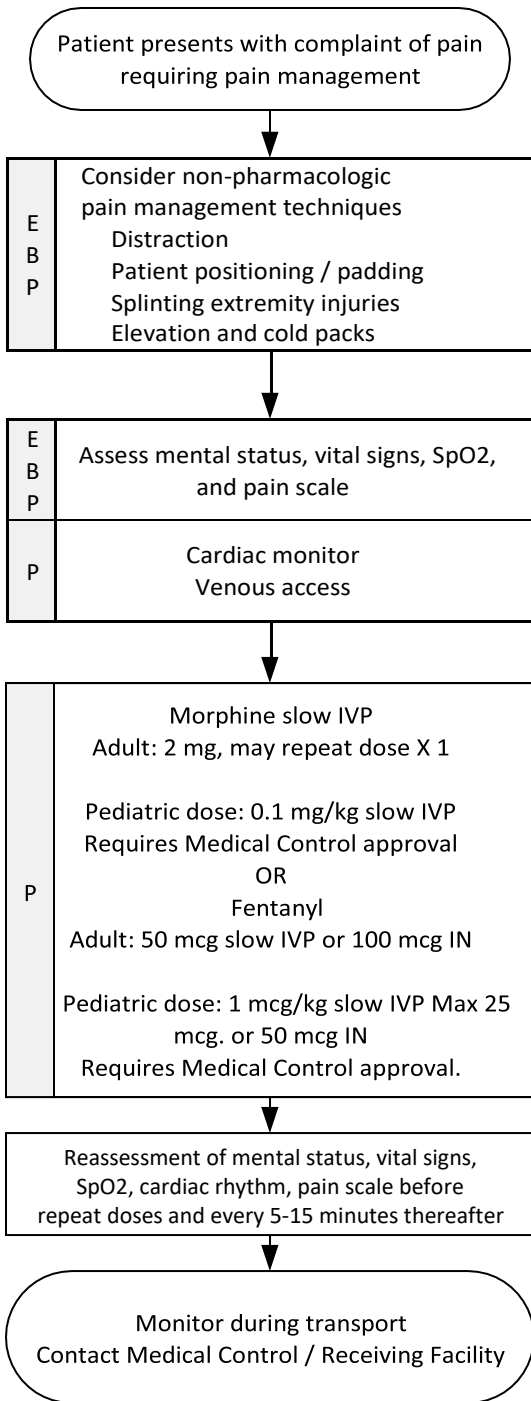 Patient presents with complaint of pain
requiring pain management
E
B
P
Consider non-pharmacologic
pain management techniques
Distraction
Patient positioning / padding
Splinting extremity injuries
Elevation and cold packs
E
B
P
Assess mental status, vital signs, SpO2,
and pain scale
P
Cardiac monitor
Venous access
P
Morphine slow IVP
Adult: 2 mg, may repeat dose X 1
Pediatric dose: 0.1 mg/kg slow IVP
Requires Medical Control approval
OR
Fentanyl
Adult: 50 mcg slow IVP or 100 mcg IN
Pediatric dose: 1 mcg/kg slow IVP Max 25
mcg. or 50 mcg IN
Requires Medical Control approval.
Reassessment of mental status, vital signs,
SpO2, cardiac rhythm, pain scale before
repeat doses and every 5-15 minutes thereafter
Monitor during transport
Contact Medical Control / Receiving Facility